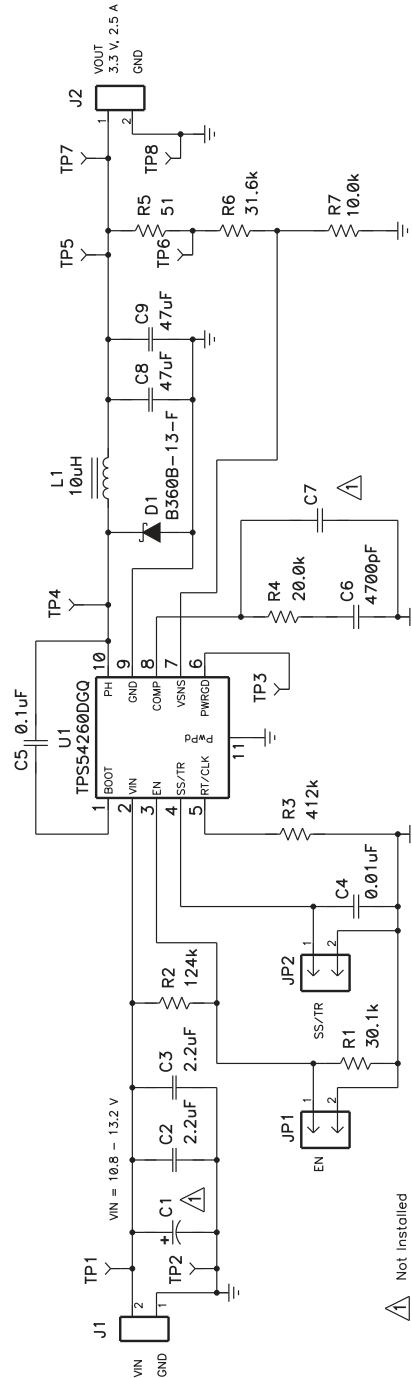 J1
VIN
GND
2
1
TP1
TP2
VIN = 10.8 - 13.2 V
+
C1
1
C2
2.2uF
C3
2.2uF
R2
124k
JP1
EN
1
2
R1
30.1k
JP2
SS/TR
1
2
C4
0.01uF
R3
412k
C5 0.1uF
U1
TPS54260DGQ
1 BOOT
2 VIN
3 EN
4 SS/TR
5 RT/CLK
PH 10
GND 9
COMP 8
VSNS 7
PWRGD 6
PwPd
11
TP3
TP4
L1
10uH
D1
B360B-13-F
C8
47uF
C9
47uF
R4
20.0k
C6
4700pF
C7
1
TP5
TP6
TP7
TP8
R5
51
R6
31.6k
R7
10.0k
J2
1
2
VOUT
3.3 V, 2.5 A
GND
1 Not Installed